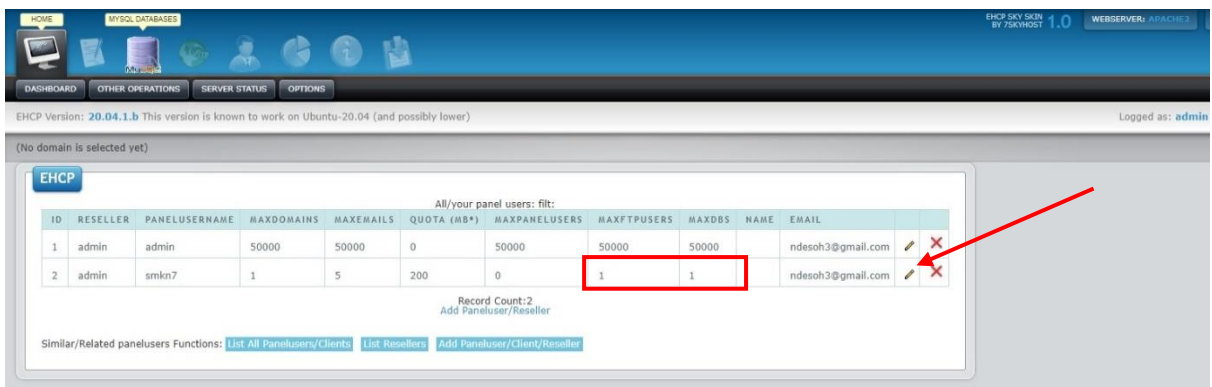 HOME
MYSQL DATABASES
EHCP SKY SKIN
BY 7SKYHOST
1.0
WEBSERVER: APACHE2
DASHBOARD OTHER OPERATIONS SERVER STATUS OPTIONS
EHCP Version: 20.04.1.b This version is known to work on Ubuntu-20.04 (and possibly lower) Logged as: admin
(No domain is selected yet)
EHCP
All/your panel users: filt:
ID RESELLER PANELUSERNAME MAXDOMAINS MAXEMAILS QUOTA (MB*) MAXPANELUSERS MAXFTPUSERS MAXDBS NAME EMAIL
1 admin admin 50000 50000 0 50000 50000 50000 ndesoh3@gmail.com
2 admin smkn7 1 5 200 0 1 1 ndesoh3@gmail.com
Record Count:2
Add Paneluser/Reseller
Similar/Related panelusers Functions: List All Panelusers/Clients List Resellers Add Paneluser/Client/Reseller